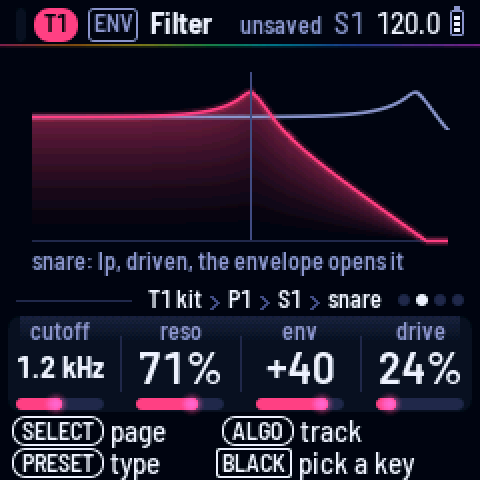 T1 ENV Filter unsaved S1 120.0
snare: lp, driven, the envelope opens it
T1 kit > P1 > S1 > snare
cutoff reso env drive
1.2 kHz 71% +40 24%
SELECT page ALGO track
PRESET type BLACK pick a key